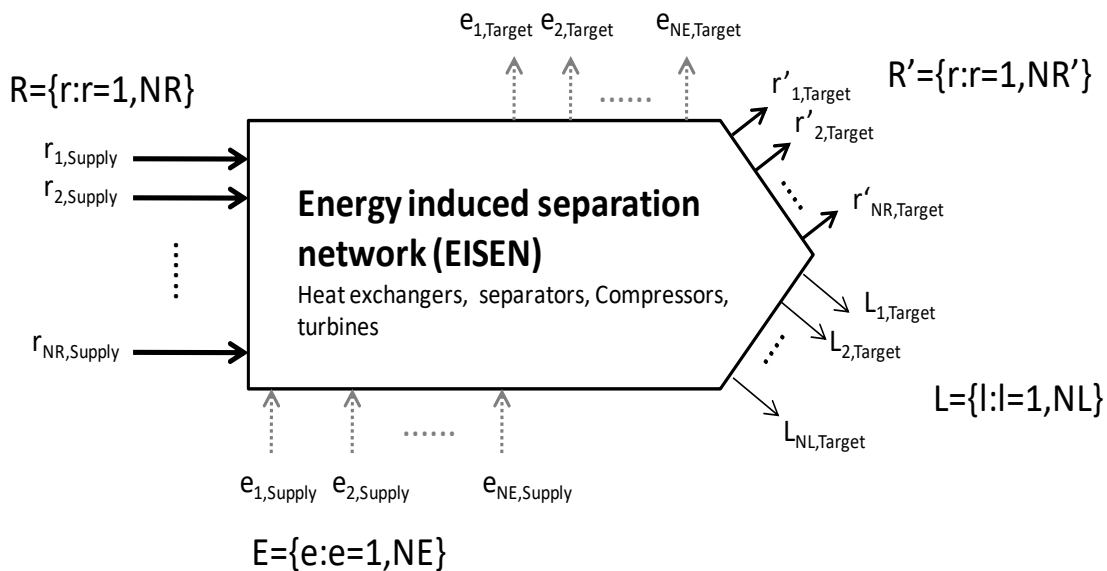 e1,Target e2,Target eNE,Target
R={r:r=1,NR}
R’={r:r=1,NR’}
r’1,Target
r’2,Target
r‘NR,Target
r1,Supply
r2,Supply
rNR,Supply
Energy induced separation
network (EISEN)
Heat exchangers, separators, Compressors,
turbines
L1,Target
L2,Target
LNL,Target
L={l:l=1,NL}
e1,Supply e2,Supply eNE,Supply
E={e:e=1,NE}